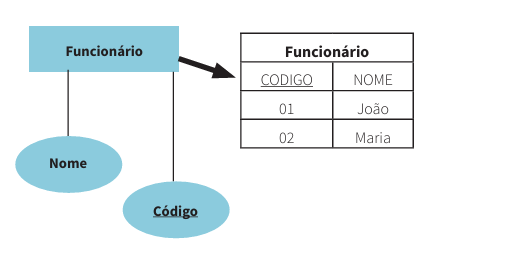 Funcionário
Nome
Código
Funcionário
CODIGO NOME
01 João
02 Maria